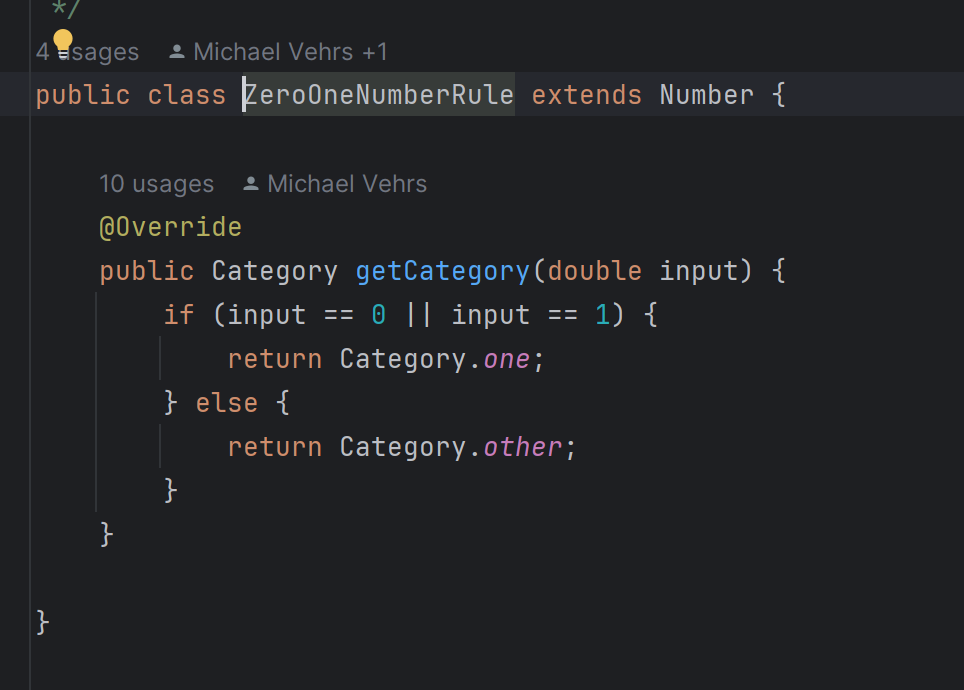 */
4 usages Michael Vehrs +1
public class ZeroOneNumberRule extends Number {
10 usages Michael Vehrs
@Override
public Category getCategory(double input) {
if (input == 0 || input == 1) {
return Category.one;
} else {
return Category.other;
}
}
}